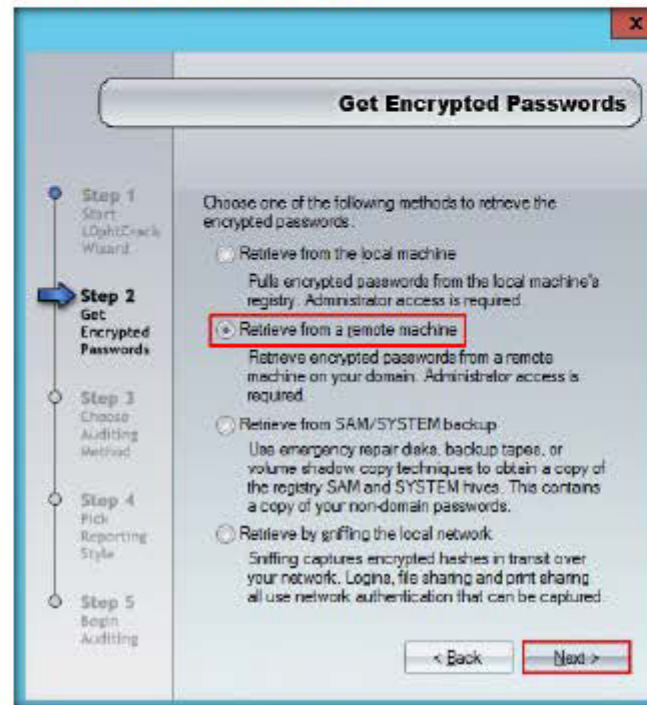 x
Get Encrypted Passwords
Step 1
Start
L0phtCrack
Wizard
Step 2
Get
Encrypted
Passwords
Step 3
Choose
Auditing
Method
Step 4
Pick
Reporting
Style
Step 5
Begin
Auditing
Choose one of the following methods to retrieve the
encrypted passwords.
Retrieve from the local machine
Pulls encrypted passwords from the local machine's
registry. Administrator access is required.
Retrieve from a remote machine
Retrieve encrypted passwords from a remote
machine on your domain. Administrator access is
required.
Retrieve from SAM/SYSTEM backup
Use emergency repair disks, backup tapes, or
volume shadow copy techniques to obtain a copy of
the registry SAM and SYSTEM hives. This contains
a copy of your non-domain passwords.
Retrieve by sniffing the local network
Sniffing captures encrypted hashes in transit over
your network. Logins, file sharing and print sharing
all use network authentication that can be captured.
< Back
Next >